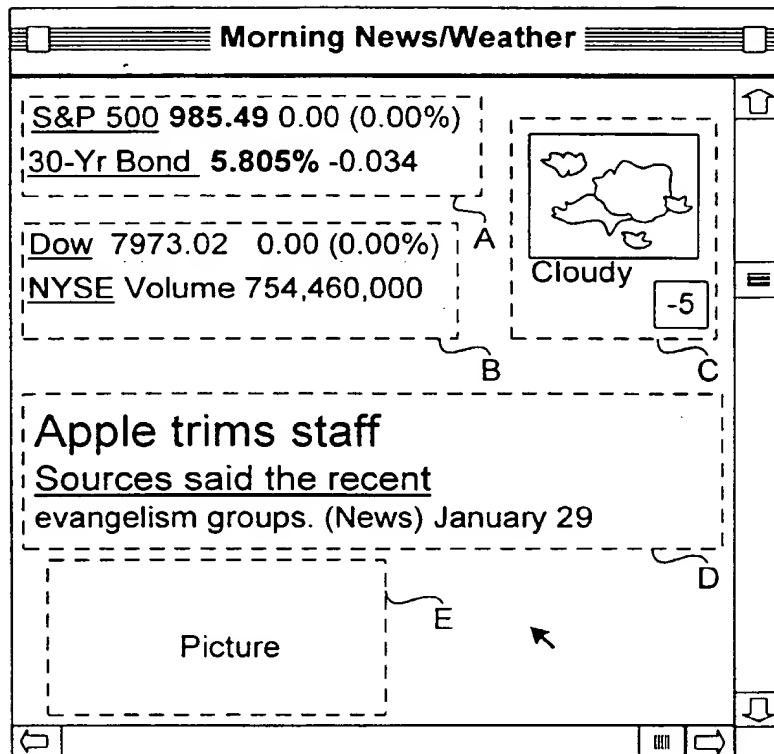 Morning News/Weather
S&P 500 985.49 0.00 (0.00%)
30-Yr Bond 5.805% -0.034
A
Dow 7973.02 0.00 (0.00%)
NYSE Volume 754,460,000
B
Cloudy
-5
C
Apple trims staff
Sources said the recent
evangelism groups. (News) January 29
D
Picture
E